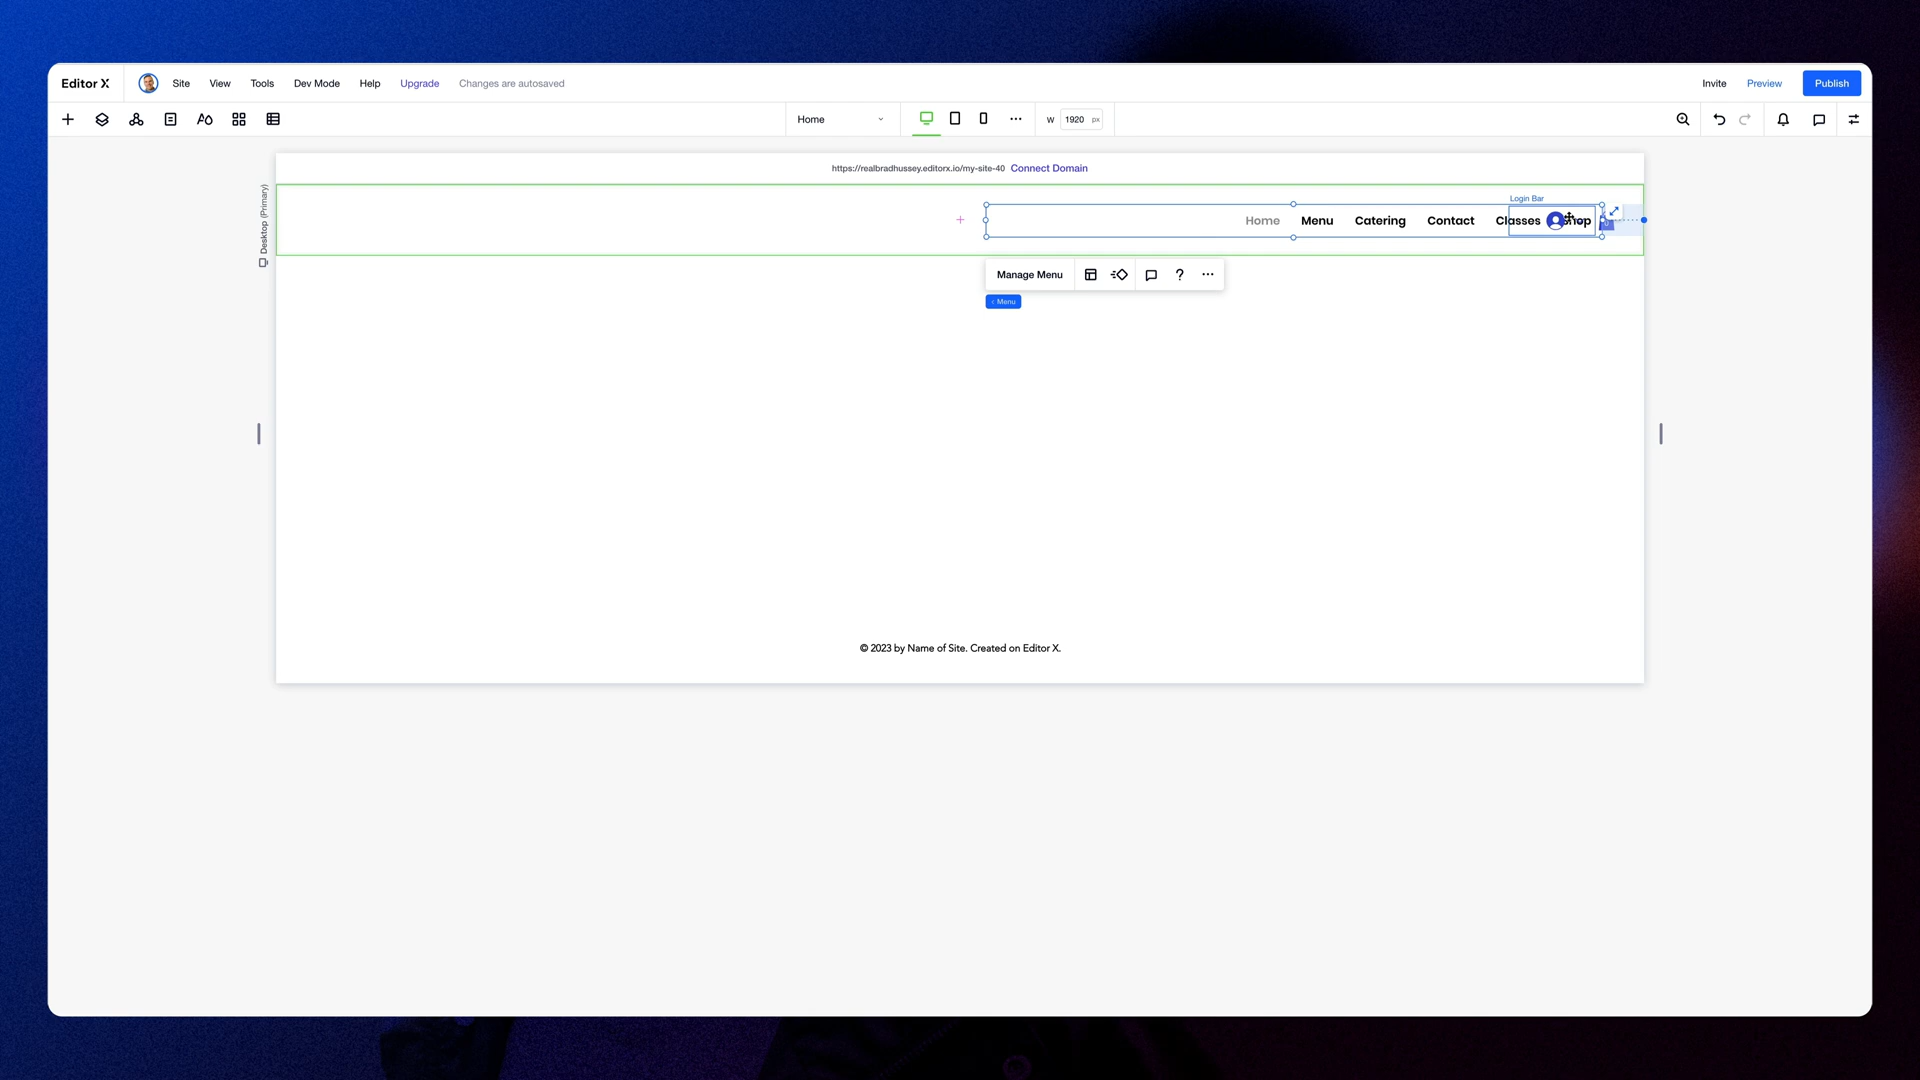 Editor X Site View Tools Dev Mode Help Upgrade Changes are autosaved Invite Preview Publish
Home W 1920 px
https://realbradhussey.editorx.io/my-site-40 Connect Domain
Desktop (Primary)
Login Bar
Home Menu Catering Contact Classes Shop
Manage Menu ?
‹ Menu
© 2023 by Name of Site. Created on Editor X.